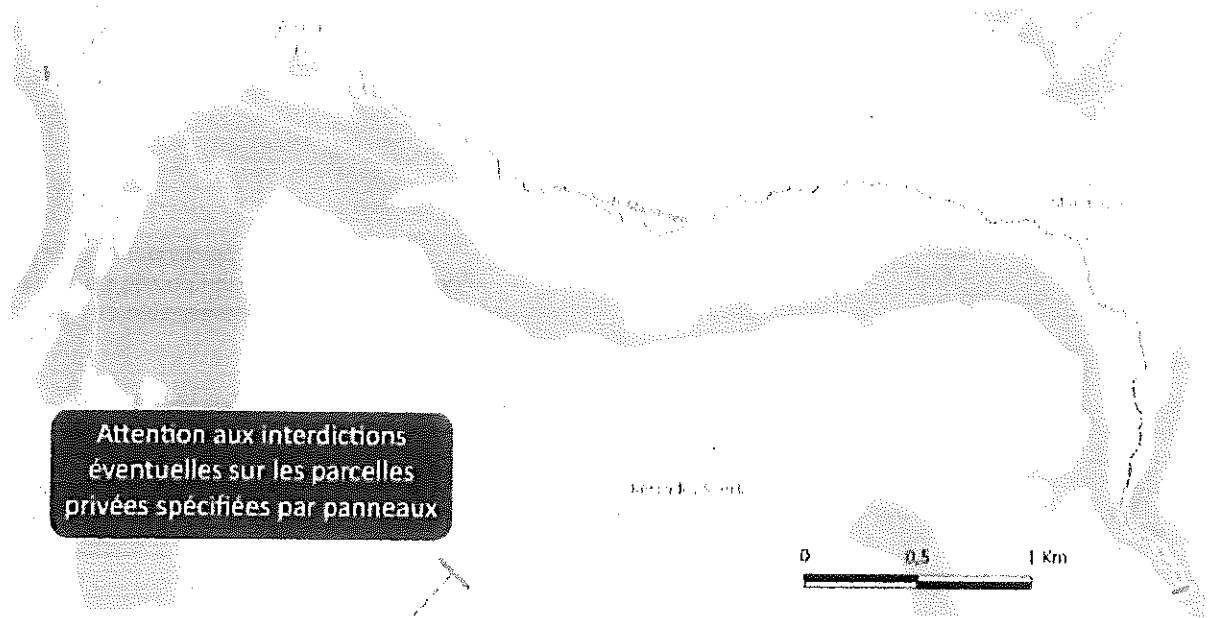 Attention aux interdictions
éventuelles sur les parcelles
privées spécifiées par panneaux
0 0,5 1 Km